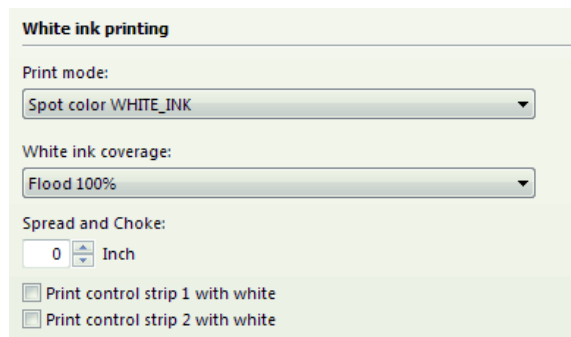 White ink printing
Print mode:
Spot color WHITE_INK
White ink coverage:
Flood 100%
Spread and Choke:
0 Inch
Print control strip 1 with white
Print control strip 2 with white